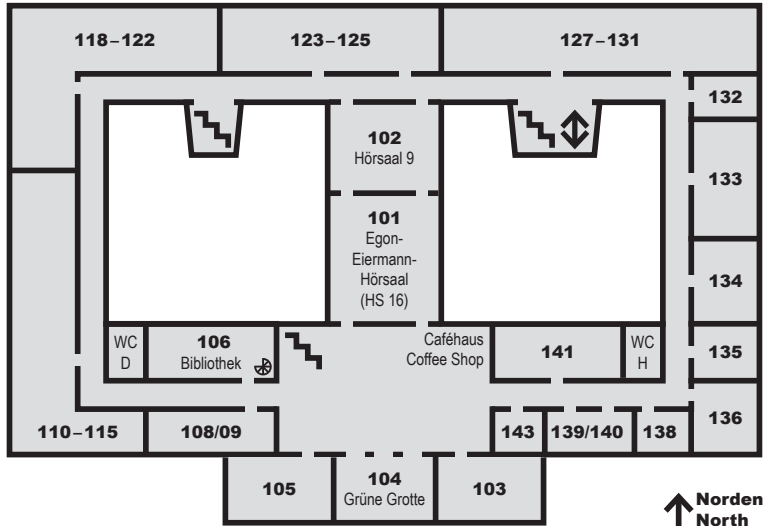 118–122
123–125
127–131
132
102
Hörsaal 9
133
101
Egon-
Eiermann-
Hörsaal
(HS 16)
134
WC
D
106
Bibliothek
Caféhaus
Coffee Shop
141
WC
H
135
110–115
108/09
143
139/140
138
136
105
104
Grüne Grotte
103
Norden
North